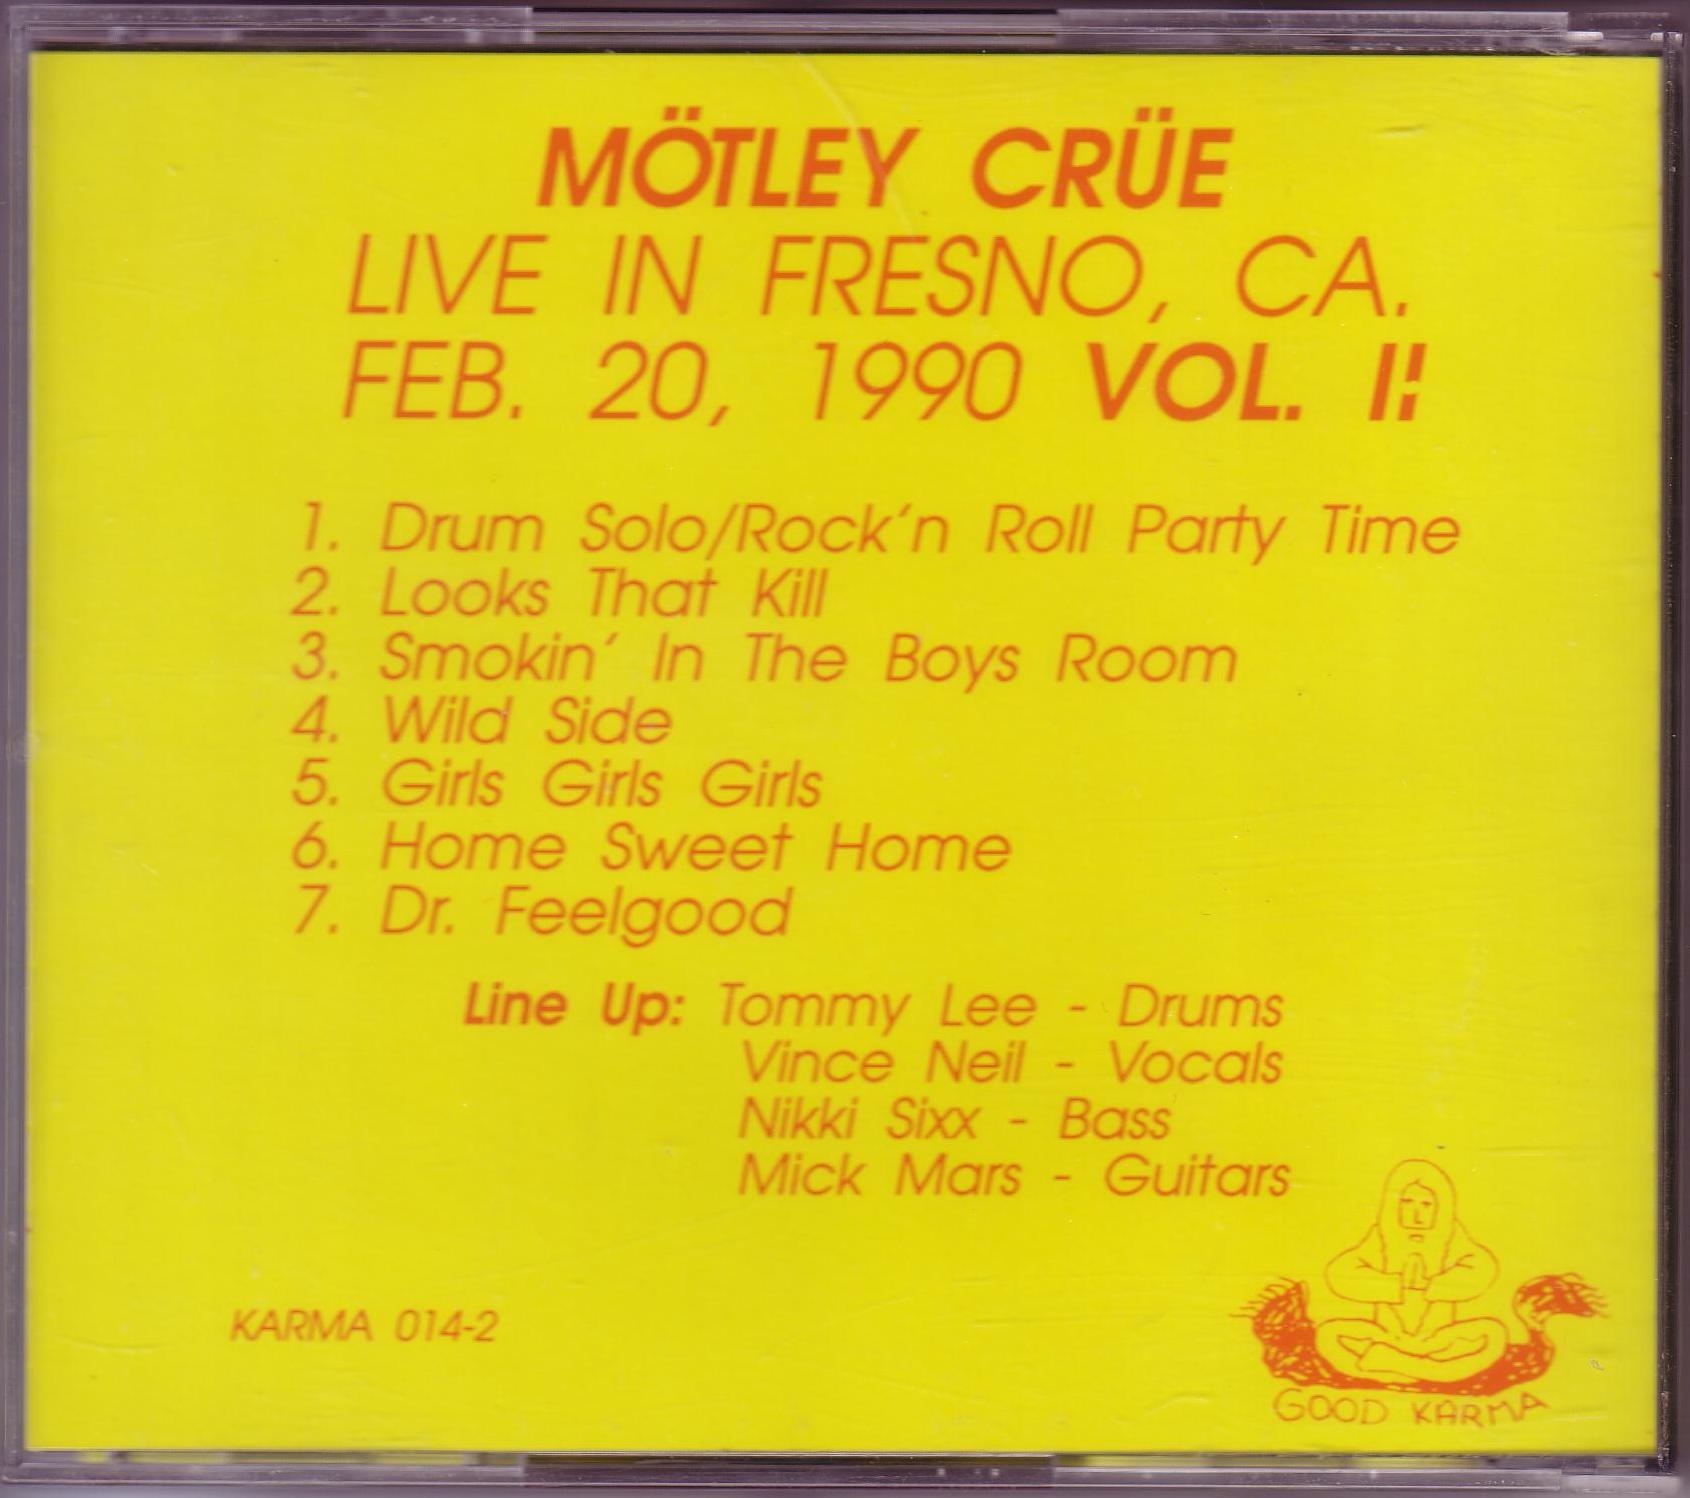 MÖTLEY CRÜE
LIVE IN FRESNO, CA.
FEB. 20, 1990 VOL. II
1. Drum Solo/Rock'n Roll Party Time
2. Looks That Kill
3. Smokin' In The Boys Room
4. Wild Side
5. Girls Girls Girls
6. Home Sweet Home
7. Dr. Feelgood
Line Up: Tommy Lee - Drums
Vince Neil - Vocals
Nikki Sixx - Bass
Mick Mars - Guitars
KARMA 014-2
GOOD KARMA